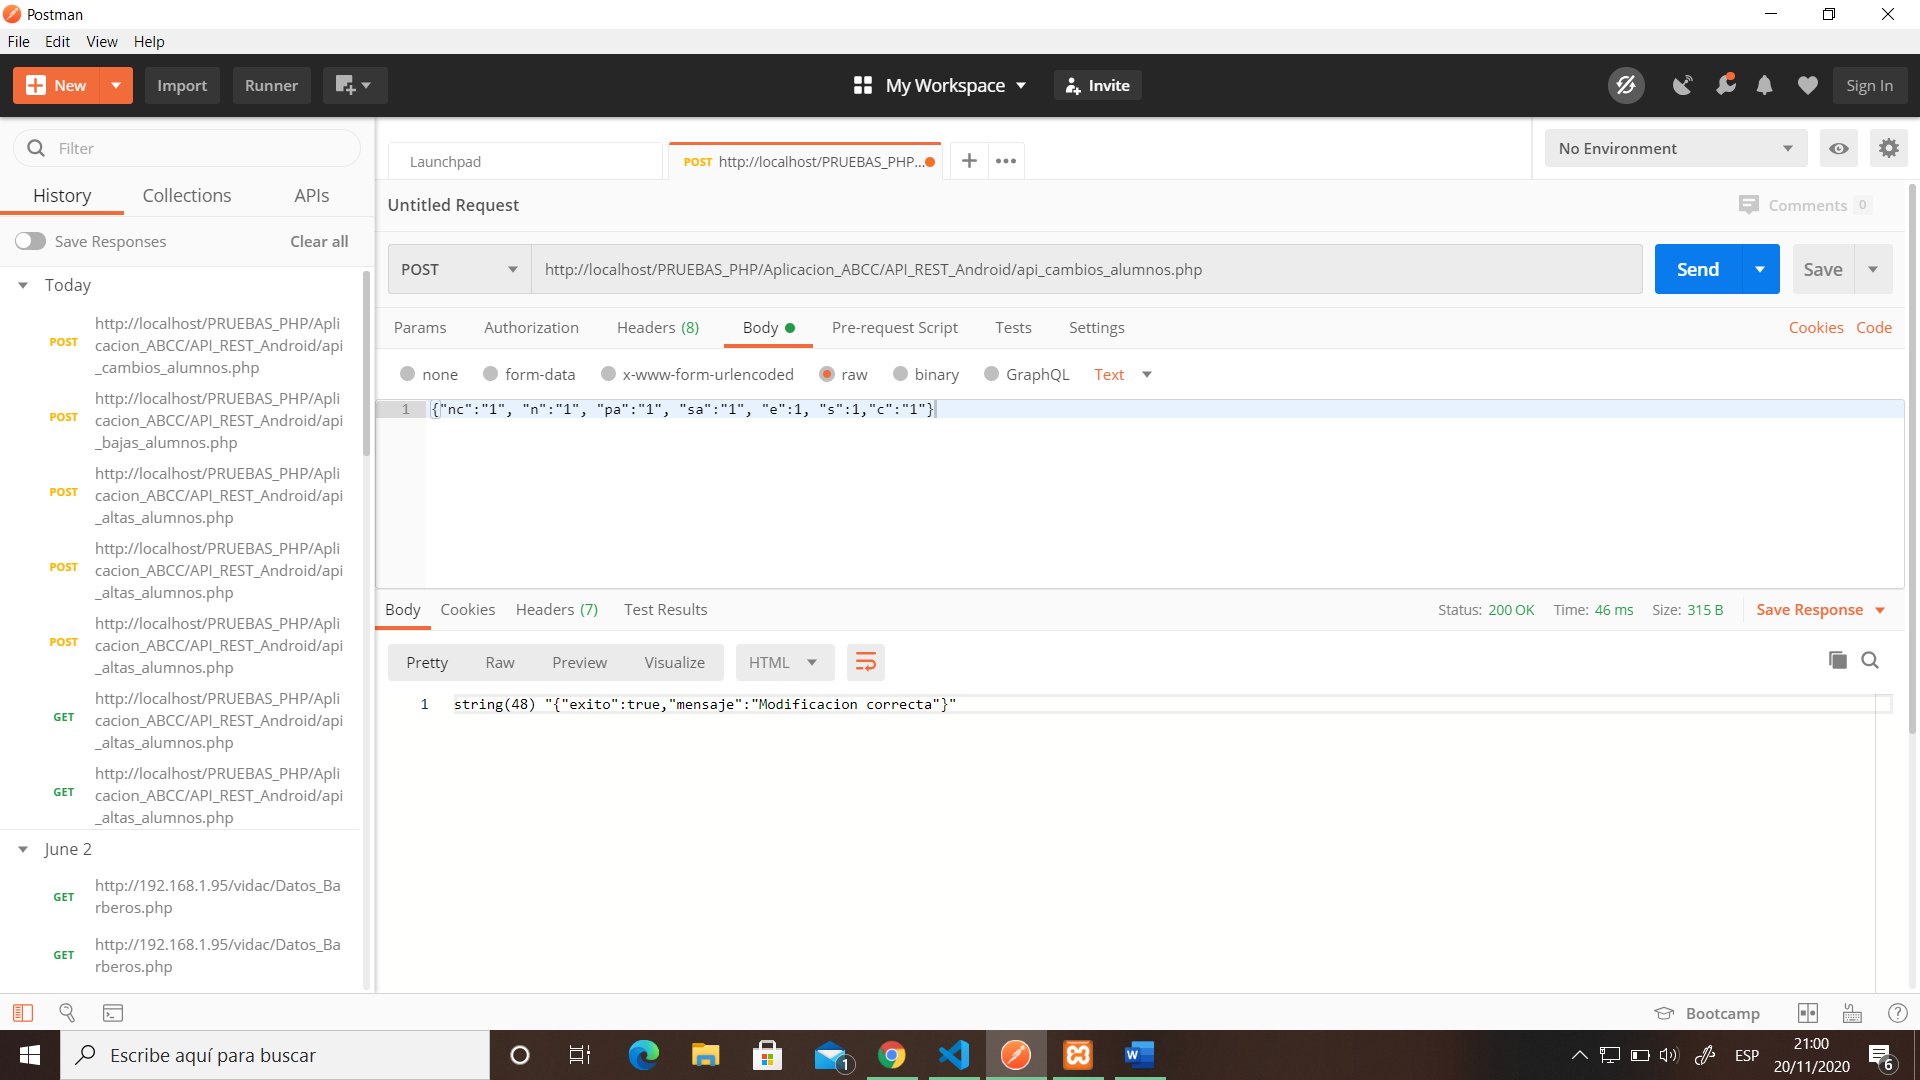 Postman
File Edit View Help
New Import Runner My Workspace Invite Sign In
Filter
History Collections APIs
Save Responses Clear all
Today
POST http://localhost/PRUEBAS_PHP/Apli
cacion_ABCC/API_REST_Android/api
_cambios_alumnos.php
POST http://localhost/PRUEBAS_PHP/Apli
cacion_ABCC/API_REST_Android/api
_bajas_alumnos.php
POST http://localhost/PRUEBAS_PHP/Apli
cacion_ABCC/API_REST_Android/api
_altas_alumnos.php
POST http://localhost/PRUEBAS_PHP/Apli
cacion_ABCC/API_REST_Android/api
_altas_alumnos.php
POST http://localhost/PRUEBAS_PHP/Apli
cacion_ABCC/API_REST_Android/api
_altas_alumnos.php
GET http://localhost/PRUEBAS_PHP/Apli
cacion_ABCC/API_REST_Android/api
_altas_alumnos.php
GET http://localhost/PRUEBAS_PHP/Apli
cacion_ABCC/API_REST_Android/api
_altas_alumnos.php
June 2
GET http://192.168.1.95/vidac/Datos_Ba
rberos.php
GET http://192.168.1.95/vidac/Datos_Ba
rberos.php
Launchpad POST http://localhost/PRUEBAS_PHP... No Environment
Untitled Request Comments 0
POST http://localhost/PRUEBAS_PHP/Aplicacion_ABCC/API_REST_Android/api_cambios_alumnos.php Send Save
Params Authorization Headers (8) Body Pre-request Script Tests Settings Cookies Code
none form-data x-www-form-urlencoded raw binary GraphQL Text
1 {"nc":"1", "n":"1", "pa":"1", "sa":"1", "e":1, "s":1,"c":"1"}
Body Cookies Headers (7) Test Results Status: 200 OK Time: 46 ms Size: 315 B Save Response
Pretty Raw Preview Visualize HTML
1 string(48) "{"exito":true,"mensaje":"Modificacion correcta"}"
Bootcamp
Escribe aquí para buscar 1 ESP 21:00
20/11/2020 6